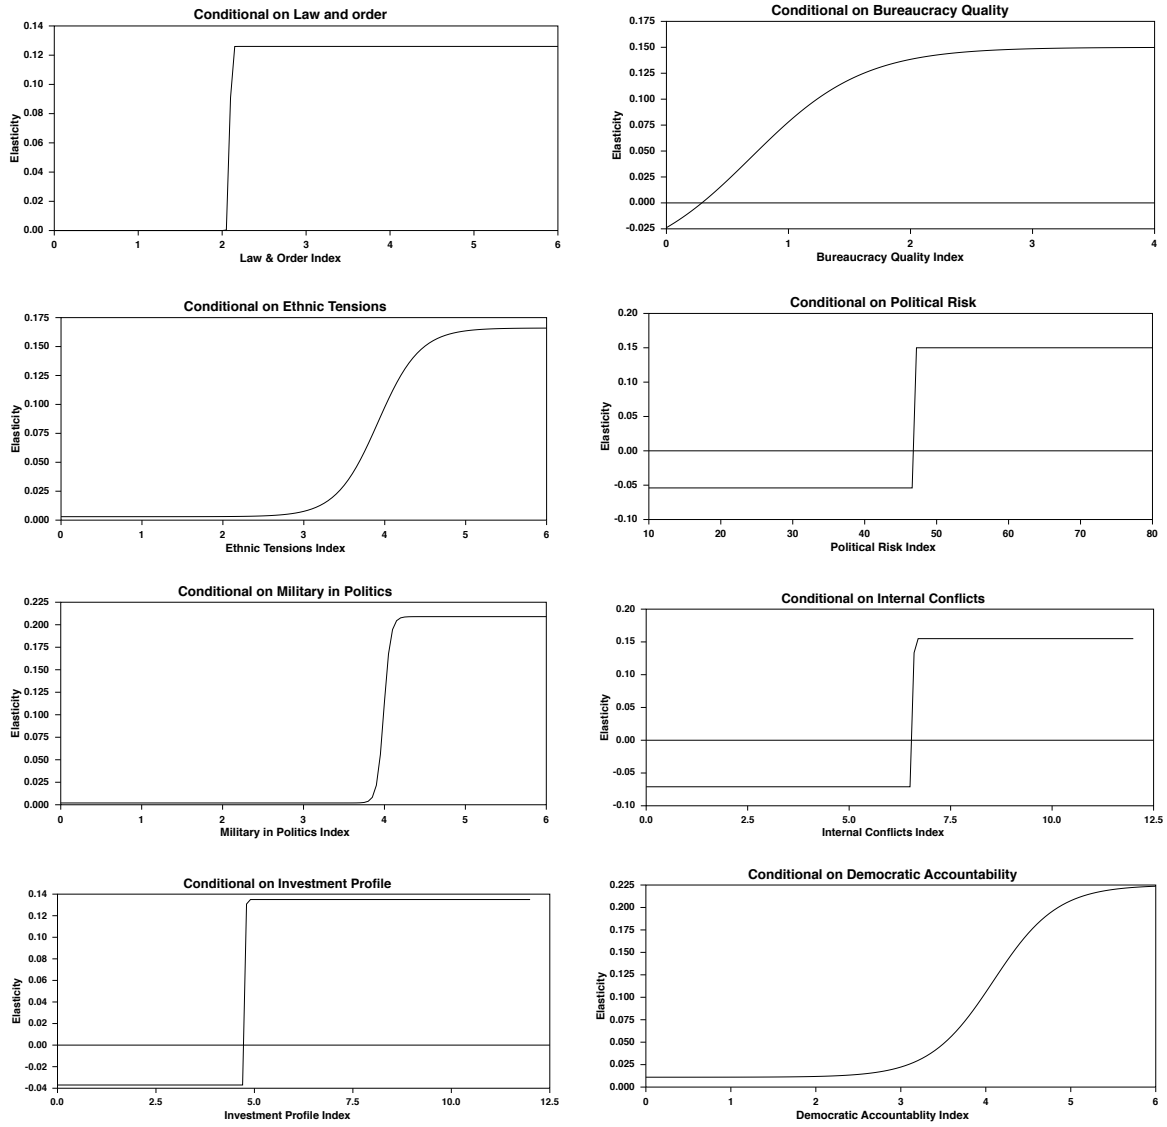 Conditional on Law and order
0.14
0.12
0.10
0.08
0.06
0.04
0.02
0.00
Elasticity
0 1 2 3 4 5 6
Law & Order Index
Conditional on Bureaucracy Quality
0.175
0.150
0.125
0.100
0.075
0.050
0.025
0.000
-0.025
Elasticity
0 1 2 3 4
Bureaucracy Quality Index
Conditional on Ethnic Tensions
0.175
0.150
0.125
0.100
0.075
0.050
0.025
0.000
Elasticity
0 1 2 3 4 5 6
Ethnic Tensions Index
Conditional on Political Risk
0.20
0.15
0.10
0.05
0.00
-0.05
-0.10
Elasticity
10 20 30 40 50 60 70 80
Political Risk Index
Conditional on Military in Politics
0.225
0.200
0.175
0.150
0.125
0.100
0.075
0.050
0.025
0.000
Elasticity
0 1 2 3 4 5 6
Military in Politics Index
Conditional on Internal Conflicts
0.20
0.15
0.10
0.05
0.00
-0.05
-0.10
Elasticity
0.0 2.5 5.0 7.5 10.0 12.5
Internal Conflicts Index
Conditional on Investment Profile
0.14
0.12
0.10
0.08
0.06
0.04
0.02
0.00
-0.02
-0.04
Elasticity
0.0 2.5 5.0 7.5 10.0 12.5
Investment Profile Index
Conditional on Democratic Accountability
0.225
0.200
0.175
0.150
0.125
0.100
0.075
0.050
0.025
0.000
Elasticity
0 1 2 3 4 5 6
Democratic Accountablity Index